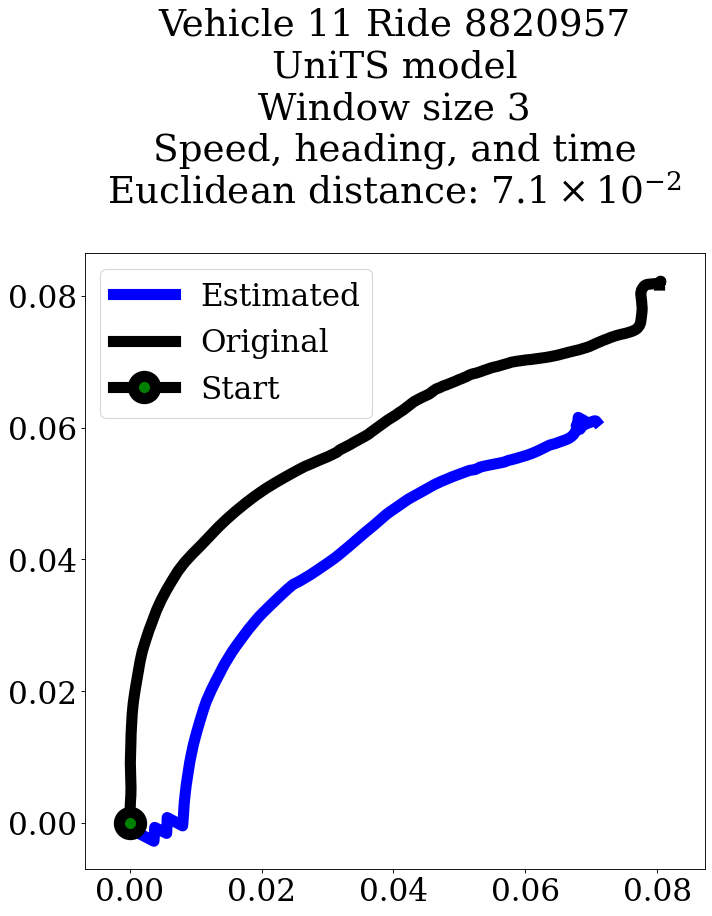 Vehicle 11 Ride 8820957
UniTS model
Window size 3
Speed, heading, and time
Euclidean distance: 7.1 × 10⁻²
Estimated
Original
Start
0.08
0.06
0.04
0.02
0.00
0.00 0.02 0.04 0.06 0.08